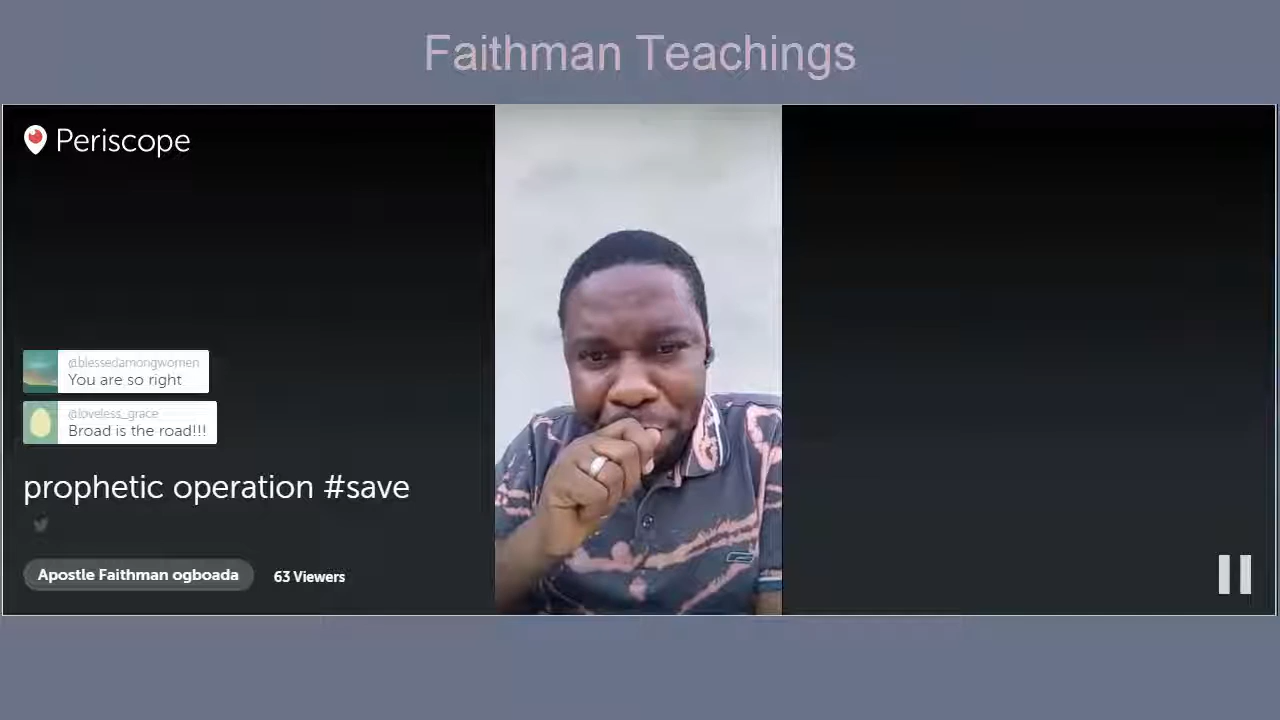 Faithman Teachings
Periscope
@blessedamongwomen
You are so right
@loveless_grace
Broad is the road!!!
prophetic operation #save
Apostle Faithman ogboada
63 Viewers